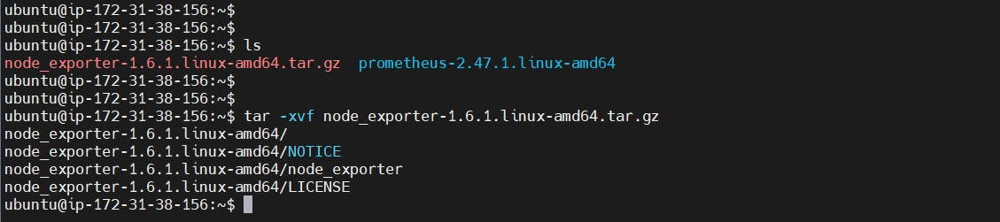 ubuntu@ip-172-31-38-156:~$
ubuntu@ip-172-31-38-156:~$
ubuntu@ip-172-31-38-156:~$ ls
node_exporter-1.6.1.linux-amd64.tar.gz  prometheus-2.47.1.linux-amd64
ubuntu@ip-172-31-38-156:~$
ubuntu@ip-172-31-38-156:~$
ubuntu@ip-172-31-38-156:~$ tar -xvf node_exporter-1.6.1.linux-amd64.tar.gz
node_exporter-1.6.1.linux-amd64/
node_exporter-1.6.1.linux-amd64/NOTICE
node_exporter-1.6.1.linux-amd64/node_exporter
node_exporter-1.6.1.linux-amd64/LICENSE
ubuntu@ip-172-31-38-156:~$